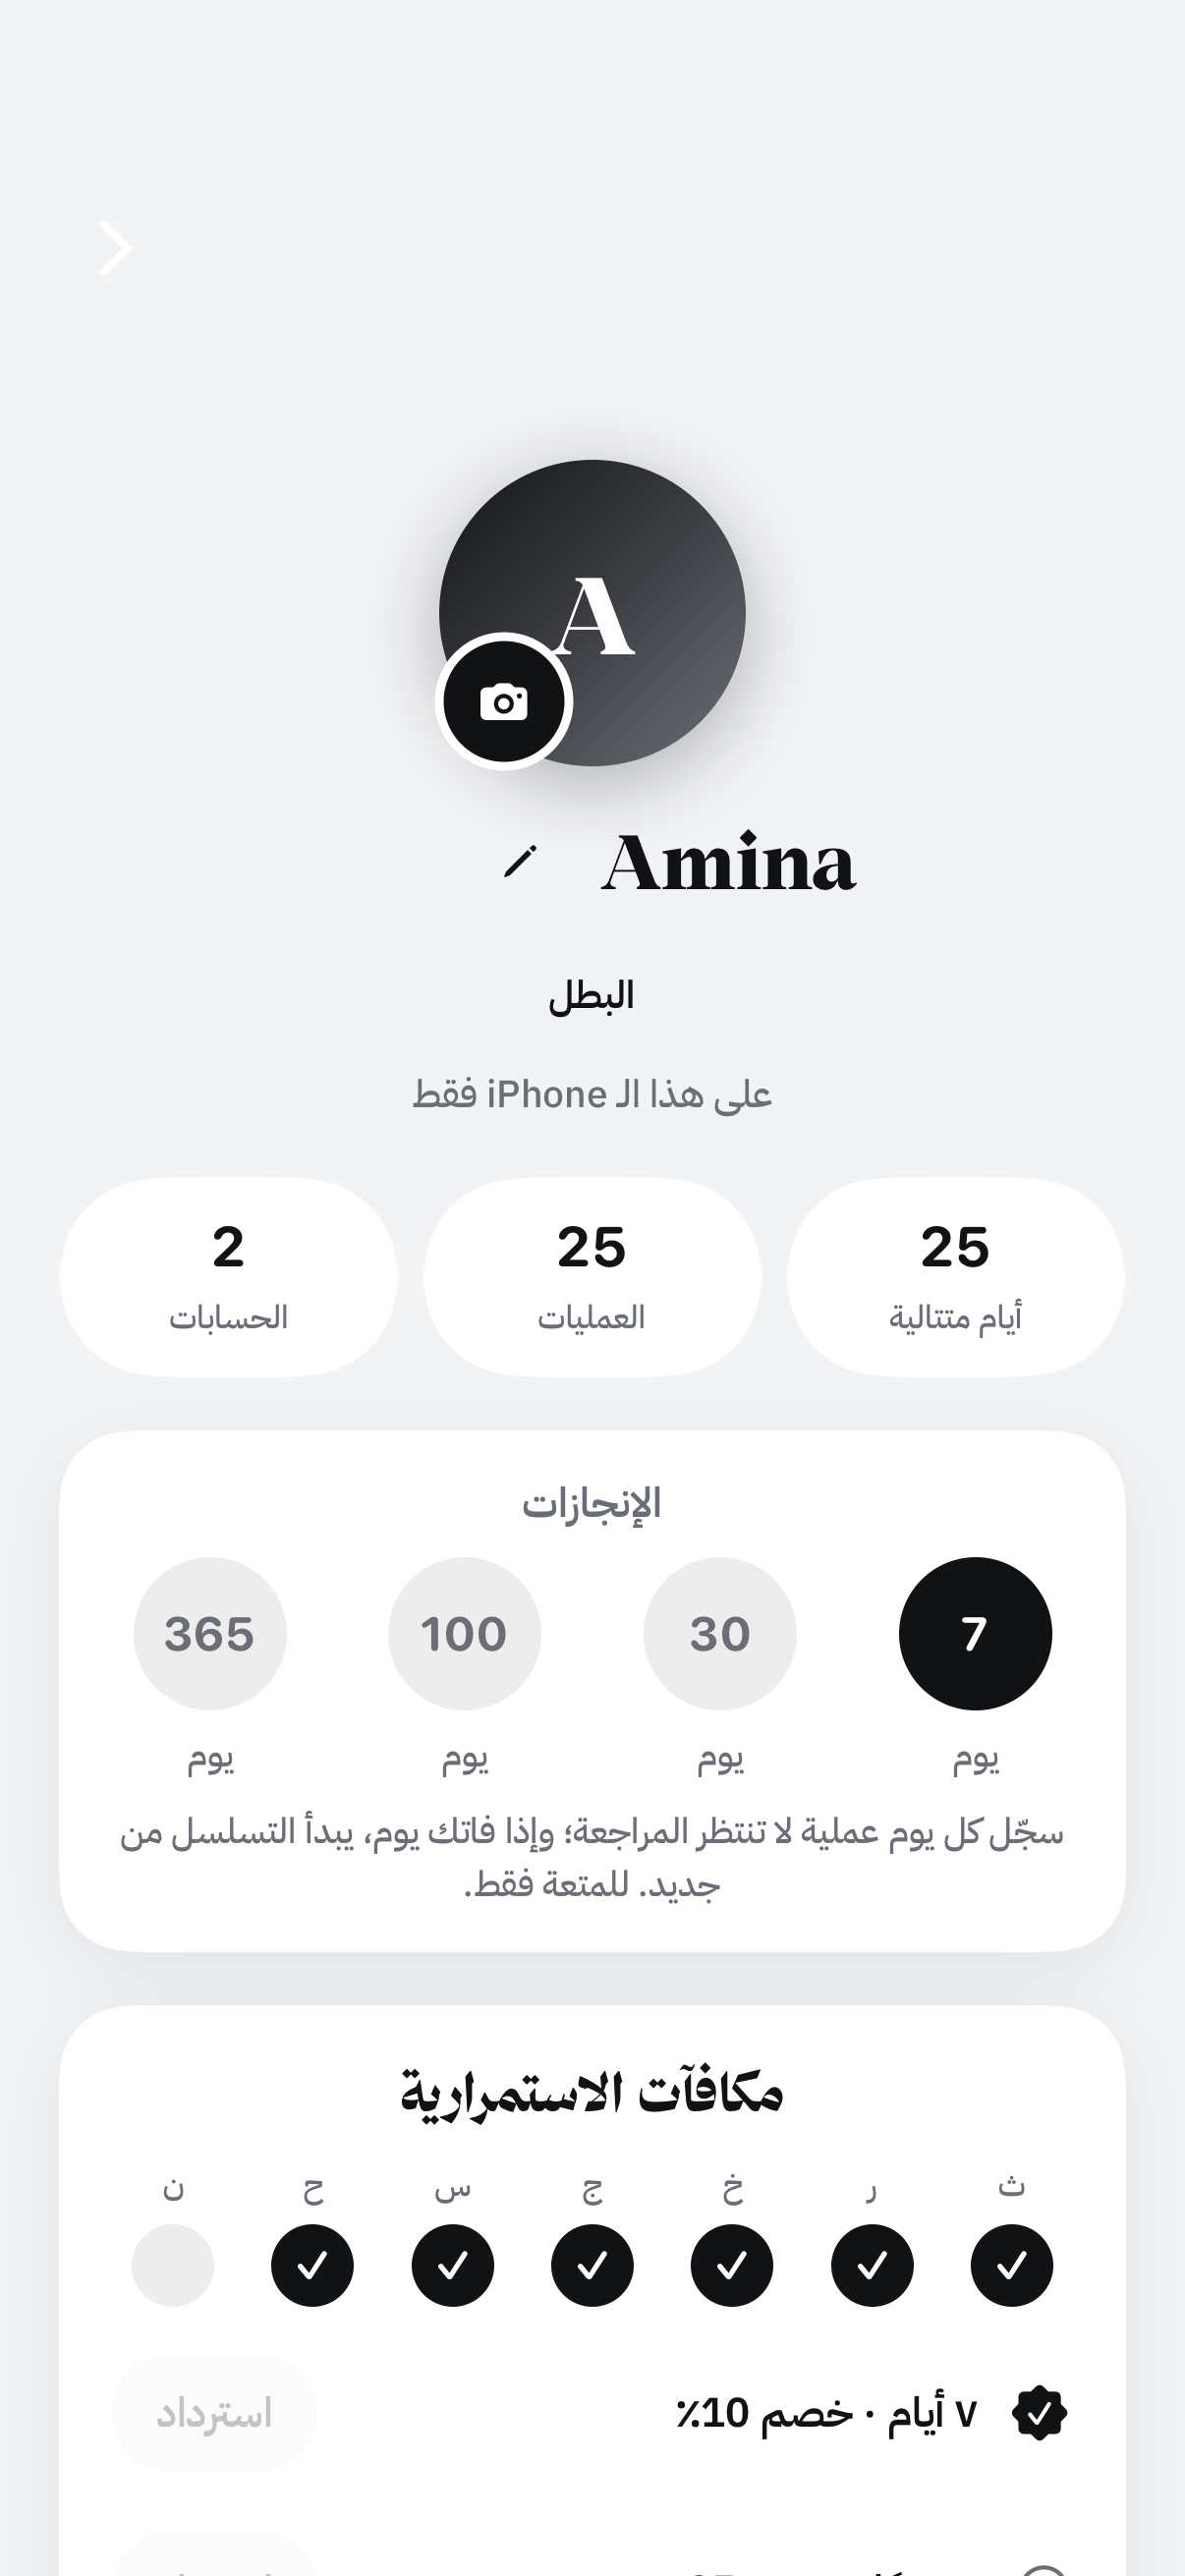 A
Amina
البطل
على هذا الـ iPhone فقط
25
أيام متتالية
25
العمليات
2
الحسابات
الإنجازات
7
30
100
365
يوم
يوم
يوم
يوم
سجّل كل يوم عملية لا تنتظر المراجعة؛ وإذا فاتك يوم، يبدأ التسلسل من
جديد. للمتعة فقط.
مكافآت الاستمرارية
ث ر خ ج س ح ن
٧ أيام · خصم 10٪
استرداد